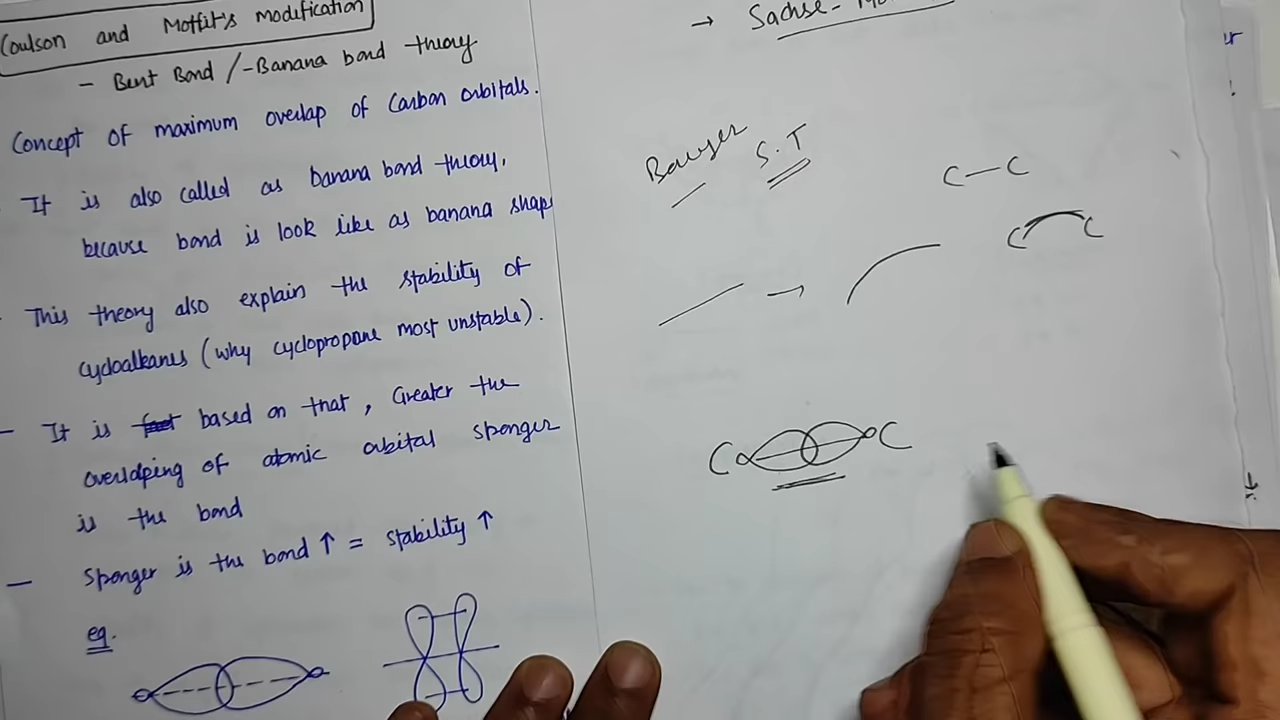 Coulson and Moffit's modification
- Bent Bond / -Banana bond theory
Concept of maximum overlap of Carbon orbitals.
It is also called as banana bond theory,
because bond is look like as banana shape
This theory also explain the stability of
cycloalkanes (why cyclopropane most unstable).
- It is based on that, Greater the
overlaping of atomic orbital sponger
is the bond
- sponger is the bond ↑ = stability ↑
eg.
→ Sachse-
Baeyer
S.T
C-C
C C
→
C C